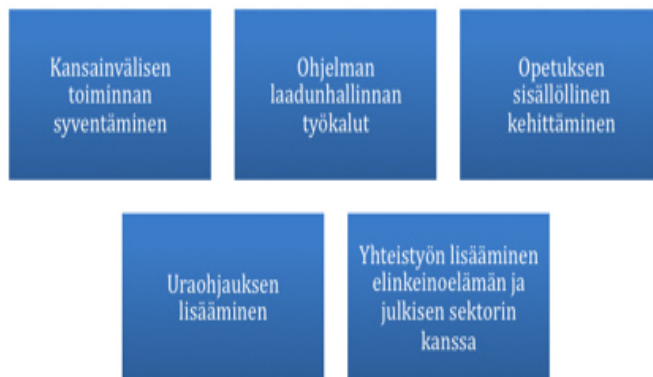 Kansainvälisen
toiminnan
syventäminen
Ohjelman
laadunhallinnan
työkalut
Opetuksen
sisällöllinen
kehittäminen
Uraohjauksen
lisääminen
Yhteistyön lisääminen
elinkeinoelämän ja
julkisen sektorin
kanssa